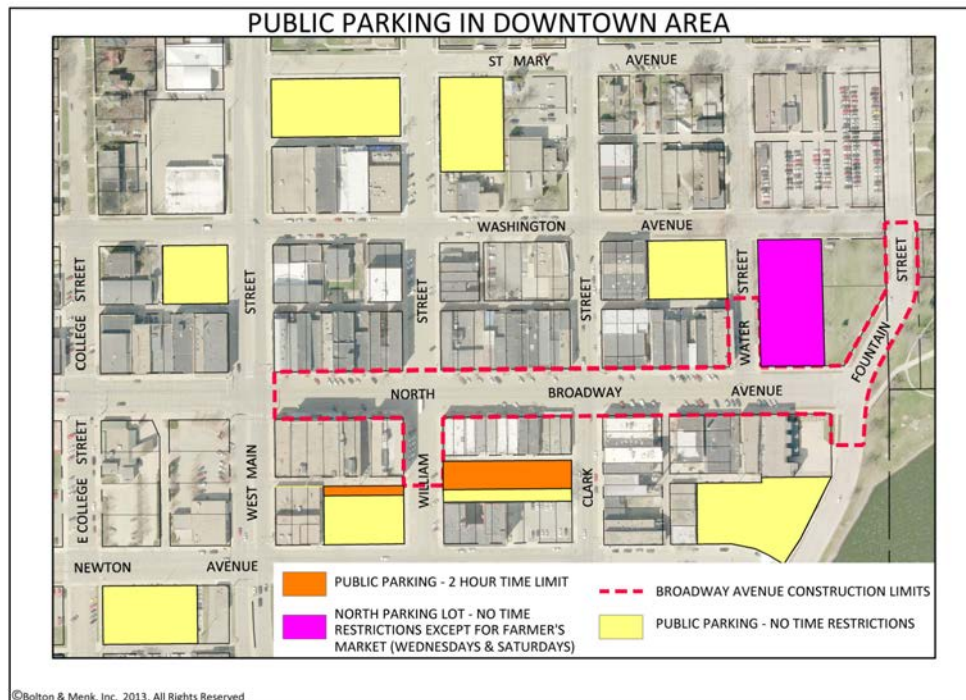 PUBLIC PARKING IN DOWNTOWN AREA
ST MARY AVENUE
WASHINGTON AVENUE
COLLEGE STREET
STREET
STREET
STREET
WATER STREET
FOUNTAIN STREET
NORTH BROADWAY AVENUE
E COLLEGE STREET
WEST MAIN
WILLIAM
CLARK
NEWTON AVENUE
PUBLIC PARKING - 2 HOUR TIME LIMIT
NORTH PARKING LOT - NO TIME
RESTRICTIONS EXCEPT FOR FARMER'S
MARKET (WEDNESDAYS & SATURDAYS)
BROADWAY AVENUE CONSTRUCTION LIMITS
PUBLIC PARKING - NO TIME RESTRICTIONS
©Bolton & Menk, Inc. 2013, All Rights Reserved